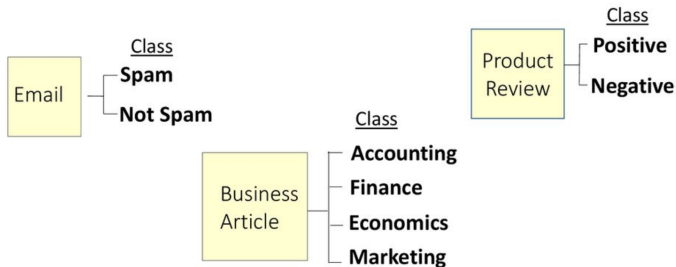 Class
Email
Spam
Not Spam
Class
Product
Review
Positive
Negative
Class
Business
Article
Accounting
Finance
Economics
Marketing